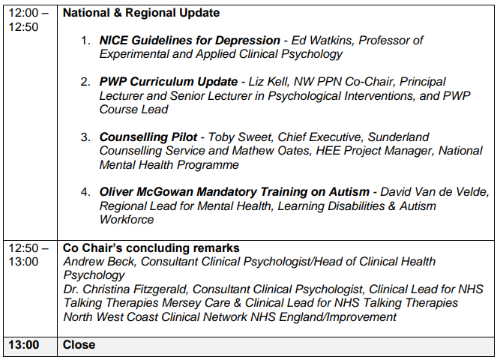 12:00 –
12:50
National & Regional Update
1. NICE Guidelines for Depression - Ed Watkins, Professor of
Experimental and Applied Clinical Psychology
2. PWP Curriculum Update - Liz Kell, NW PPN Co-Chair, Principal
Lecturer and Senior Lecturer in Psychological Interventions, and PWP
Course Lead
3. Counselling Pilot - Toby Sweet, Chief Executive, Sunderland
Counselling Service and Mathew Oates, HEE Project Manager, National
Mental Health Programme
4. Oliver McGowan Mandatory Training on Autism - David Van de Velde,
Regional Lead for Mental Health, Learning Disabilities & Autism
Workforce
12:50 –
13:00
Co Chair's concluding remarks
Andrew Beck, Consultant Clinical Psychologist/Head of Clinical Health
Psychology
Dr. Christina Fitzgerald, Consultant Clinical Psychologist, Clinical Lead for NHS
Talking Therapies Mersey Care & Clinical Lead for NHS Talking Therapies
North West Coast Clinical Network NHS England/Improvement
13:00 Close